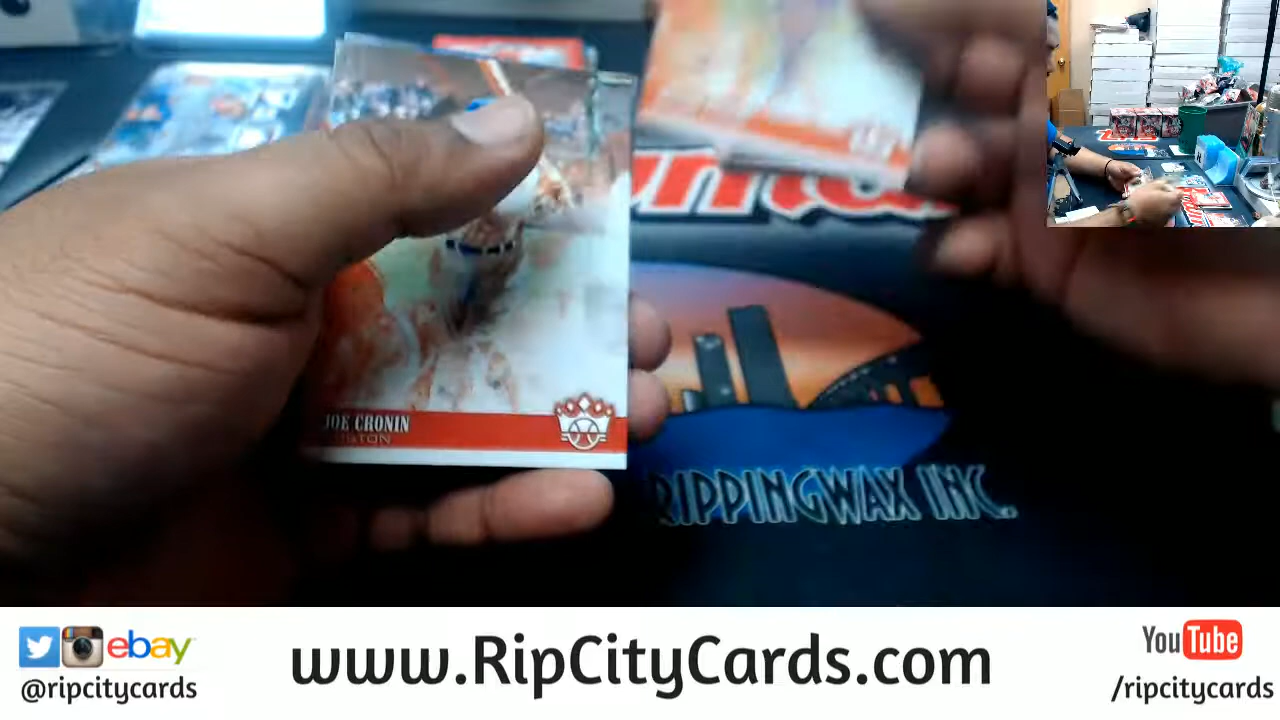 JOE CRONIN
RIPPINGWAX INC.
ebay
@ripcitycards
www.RipCityCards.com
YouTube
/ripcitycards